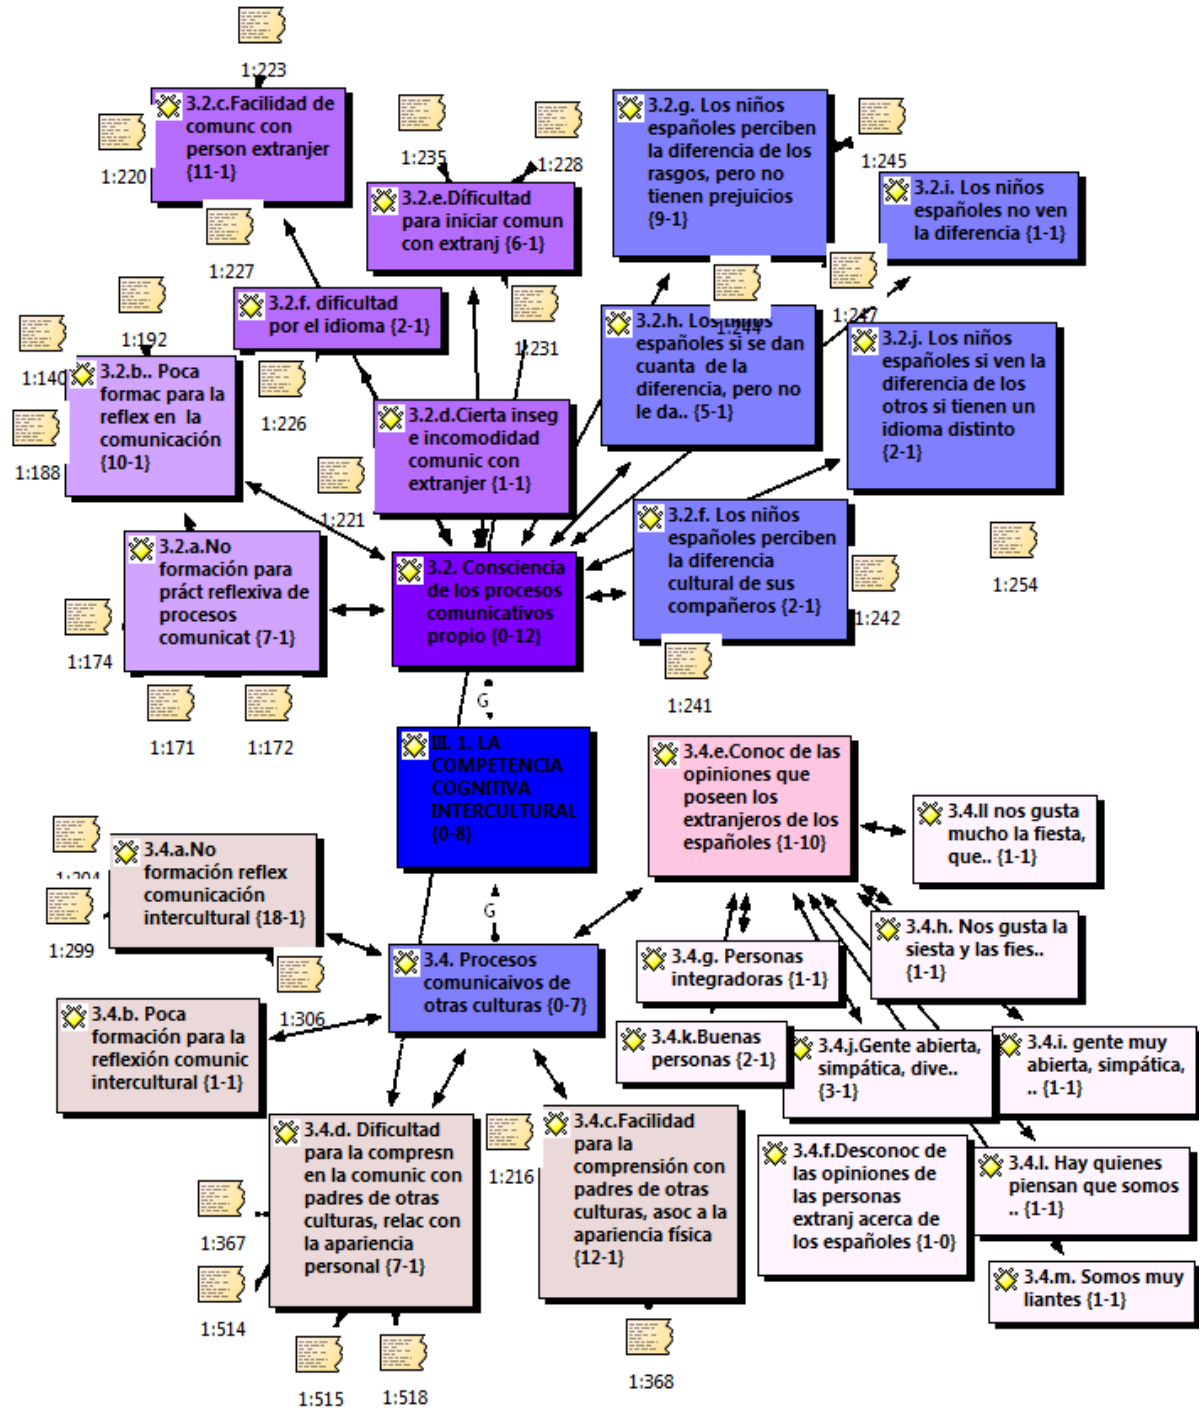 1:223
3.2.c.Facilidad de
comunc con
person extranjer
{11-1}
1:220
1:235
1:228
3.2.e.Dificultad
para iniciar comun
con extranj {6-1}
3.2.g. Los niños
españoles perciben
la diferencia de los
rasgos, pero no
tienen prejuicios
{9-1}
1:245
3.2.i. Los niños
españoles no ven
la diferencia {1-1}
1:227
3.2.f. dificultad
por el idioma {2-1}
1:231
1:244
1:247
3.2.h. Los niños
españoles si se dan
cuanta de la
diferencia, pero no
le da.. {5-1}
3.2.j. Los niños
españoles si ven la
diferencia de los
otros si tienen un
idioma distinto
{2-1}
1:192
1:140
3.2.b.. Poca
formac para la
reflex en la
comunicación
{10-1}
1:188
1:226
3.2.d.Cierta inseg
e incomodidad
comunic con
extranjer {1-1}
1:221
3.2.a.No
formación para
práct reflexiva de
procesos
comunicat {7-1}
3.2. Consciencia
de los procesos
comunicativos
propio {0-12}
3.2.f. Los niños
españoles perciben
la diferencia
cultural de sus
compañeros {2-1}
1:254
1:242
1:174
1:171
1:172
1:241
G
III. 1. LA
COMPETENCIA
COGNITIVA
INTERCULTURAL
{0-8}
3.4.e.Conoc de las
opiniones que
poseen los
extranjeros de los
españoles {1-10}
3.4.ll nos gusta
mucho la fiesta,
que.. {1-1}
3.4.a.No
formación reflex
comunicación
intercultural {18-1}
1:299
G
3.4. Procesos
comunicaivos de
otras culturas {0-7}
3.4.g. Personas
integradoras {1-1}
3.4.h. Nos gusta la
siesta y las fies..
{1-1}
1:306
3.4.b. Poca
formación para la
reflexión comunic
intercultural {1-1}
3.4.k.Buenas
personas {2-1}
3.4.j.Gente abierta,
simpática, dive..
{3-1}
3.4.i. gente muy
abierta, simpática,
.. {1-1}
3.4.d. Dificultad
para la compresn
en la comunic con
padres de otras
culturas, relac con
la apariencia
personal {7-1}
1:216
3.4.c.Facilidad
para la
comprensión con
padres de otras
culturas, asoc a la
apariencia física
{12-1}
3.4.f.Desconoc de
las opiniones de
las personas
extranj acerca de
los españoles {1-0}
3.4.l. Hay quienes
piensan que somos
.. {1-1}
3.4.m. Somos muy
liantes {1-1}
1:367
1:514
1:515
1:518
1:368